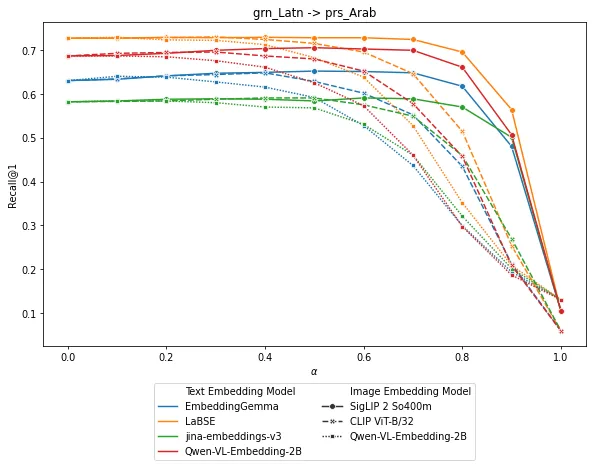 grn_Latn -> prs_Arab
0.7
0.6
0.5
0.4
0.3
0.2
0.1
Recall@1
0.0 0.2 0.4 0.6 0.8 1.0
α
Text Embedding Model Image Embedding Model
EmbeddingGemma SigLIP 2 So400m
LaBSE CLIP ViT-B/32
jina-embeddings-v3 Qwen-VL-Embedding-2B
Qwen-VL-Embedding-2B